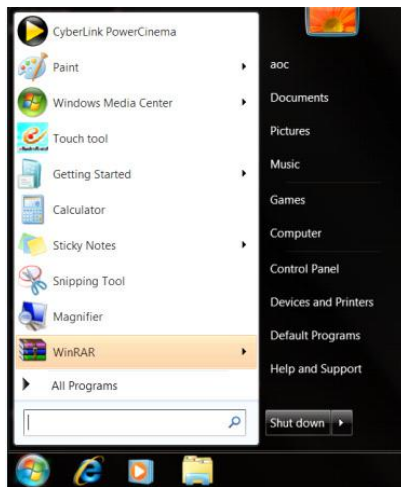 CyberLink PowerCinema
Paint
Windows Media Center
Touch tool
Getting Started
Calculator
Sticky Notes
Snipping Tool
Magnifier
WinRAR
All Programs
aoc
Documents
Pictures
Music
Games
Computer
Control Panel
Devices and Printers
Default Programs
Help and Support
Shut down